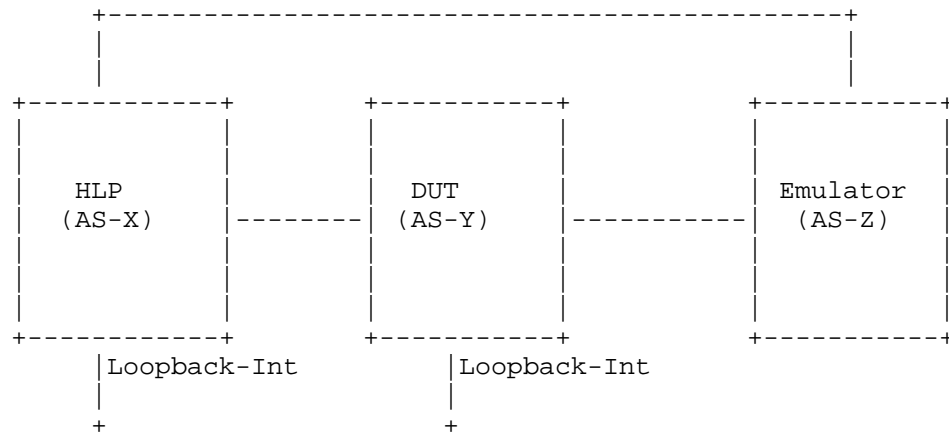 HLP DUT Emulator
(AS-X) (AS-Y) (AS-Z)
Loopback-Int Loopback-Int